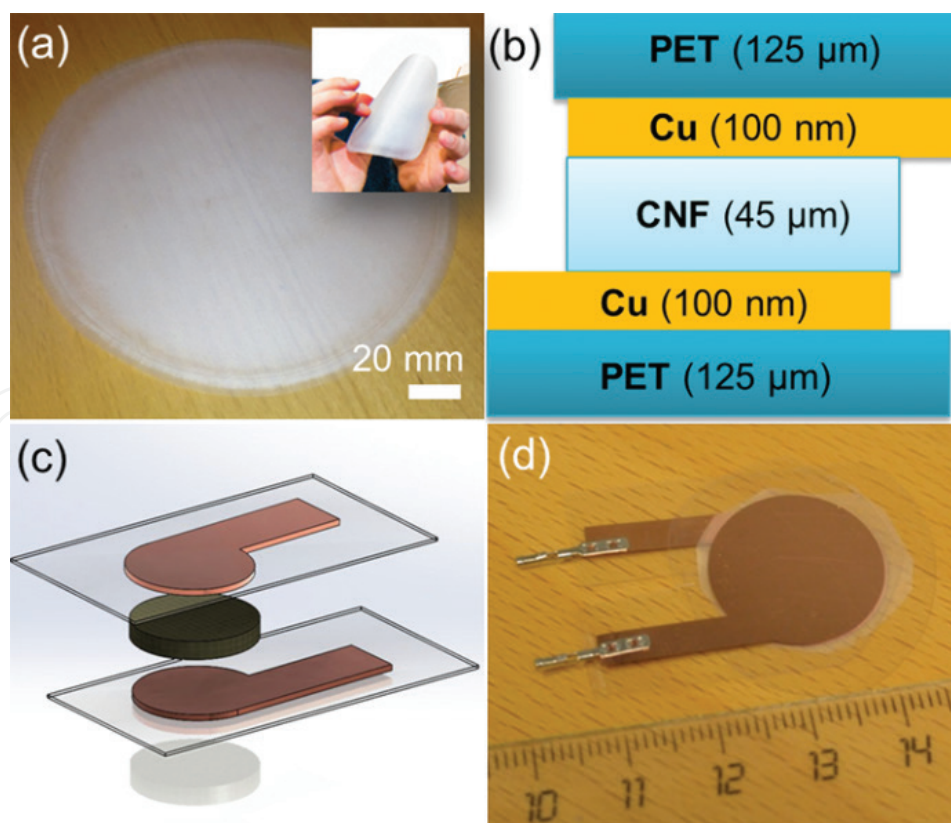 (a)
20 mm
(b)
PET (125 µm)
Cu (100 nm)
CNF (45 µm)
Cu (100 nm)
PET (125 µm)
(c)
(d)
10 11 12 13 14